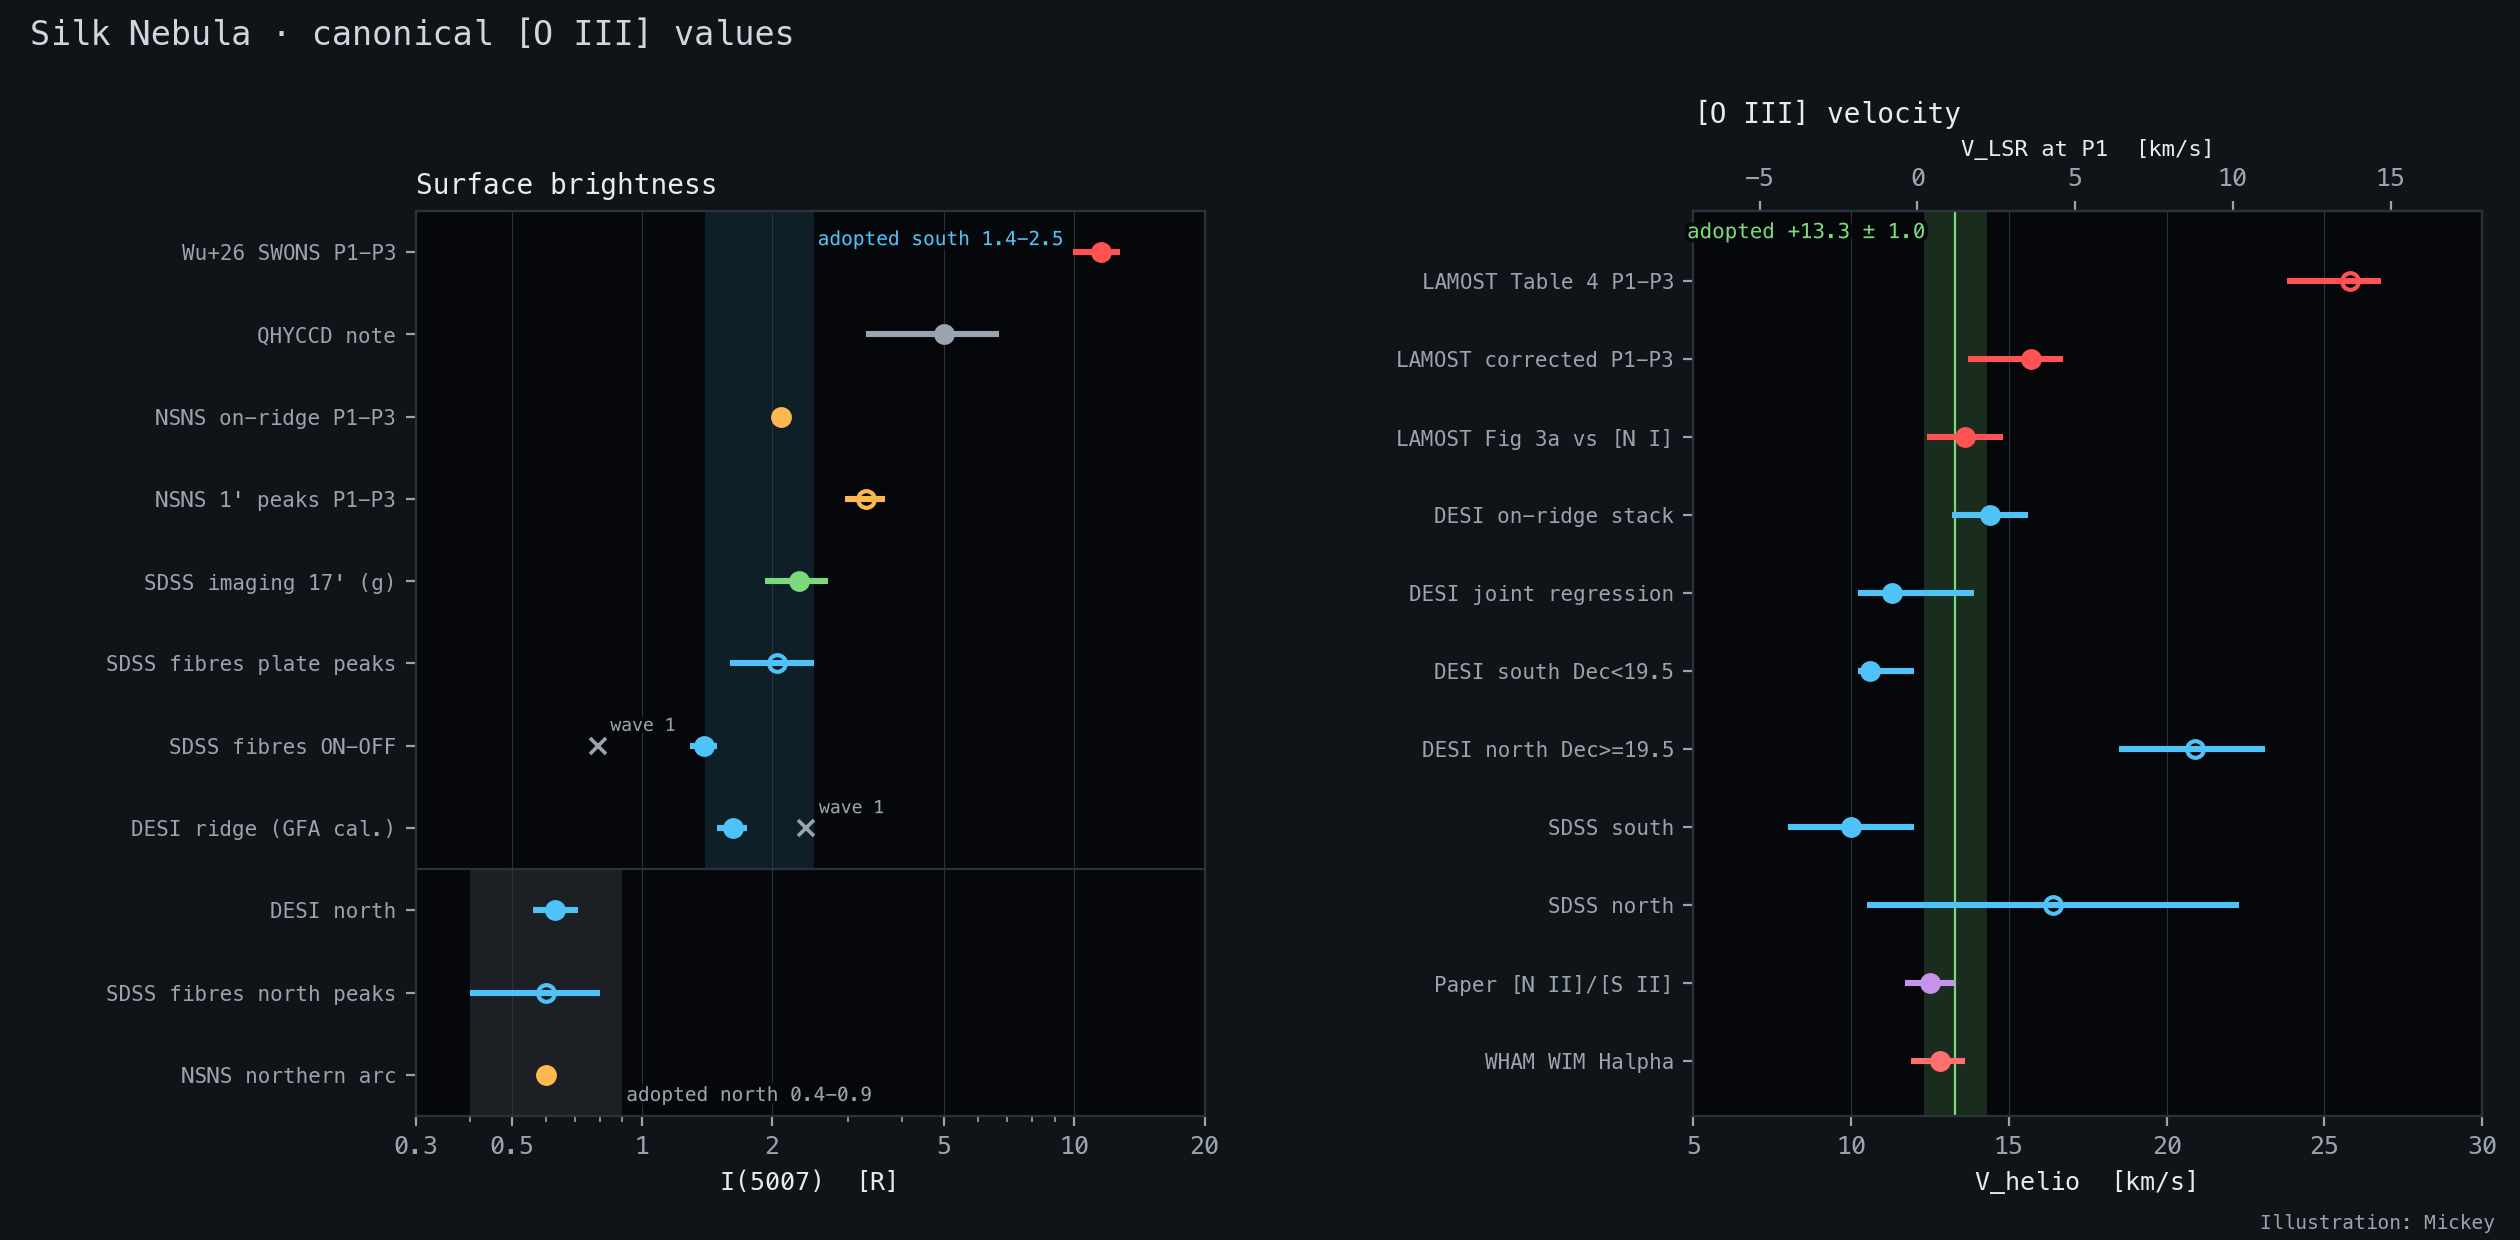 Silk Nebula · canonical [O III] values
Surface brightness
adopted south 1.4−2.5
Wu+26 SWONS P1−P3
QHYCCD note
NSNS on−ridge P1−P3
NSNS 1' peaks P1−P3
SDSS imaging 17' (g)
SDSS fibres plate peaks
wave 1
SDSS fibres ON−OFF
wave 1
DESI ridge (GFA cal.)
DESI north
SDSS fibres north peaks
NSNS northern arc
adopted north 0.4−0.9
0.3 0.5 1 2 5 10 20
I(5007) [R]
[O III] velocity
V_LSR at P1 [km/s]
−5 0 5 10 15
adopted +13.3 ± 1.0
LAMOST Table 4 P1−P3
LAMOST corrected P1−P3
LAMOST Fig 3a vs [N I]
DESI on−ridge stack
DESI joint regression
DESI south Dec<19.5
DESI north Dec>=19.5
SDSS south
SDSS north
Paper [N II]/[S II]
WHAM WIM Halpha
5 10 15 20 25 30
V_helio [km/s]
Illustration: Mickey